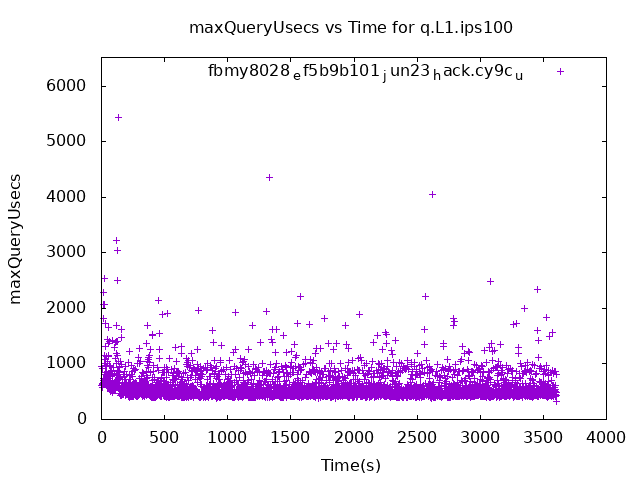 maxQueryUsecs vs Time for q.L1.ips100
fbmy8028ef5b9b101jun23hack.cy9cu
6000
5000
4000
3000
2000
1000
0
maxQueryUsecs
0 500 1000 1500 2000 2500 3000 3500 4000
Time(s)